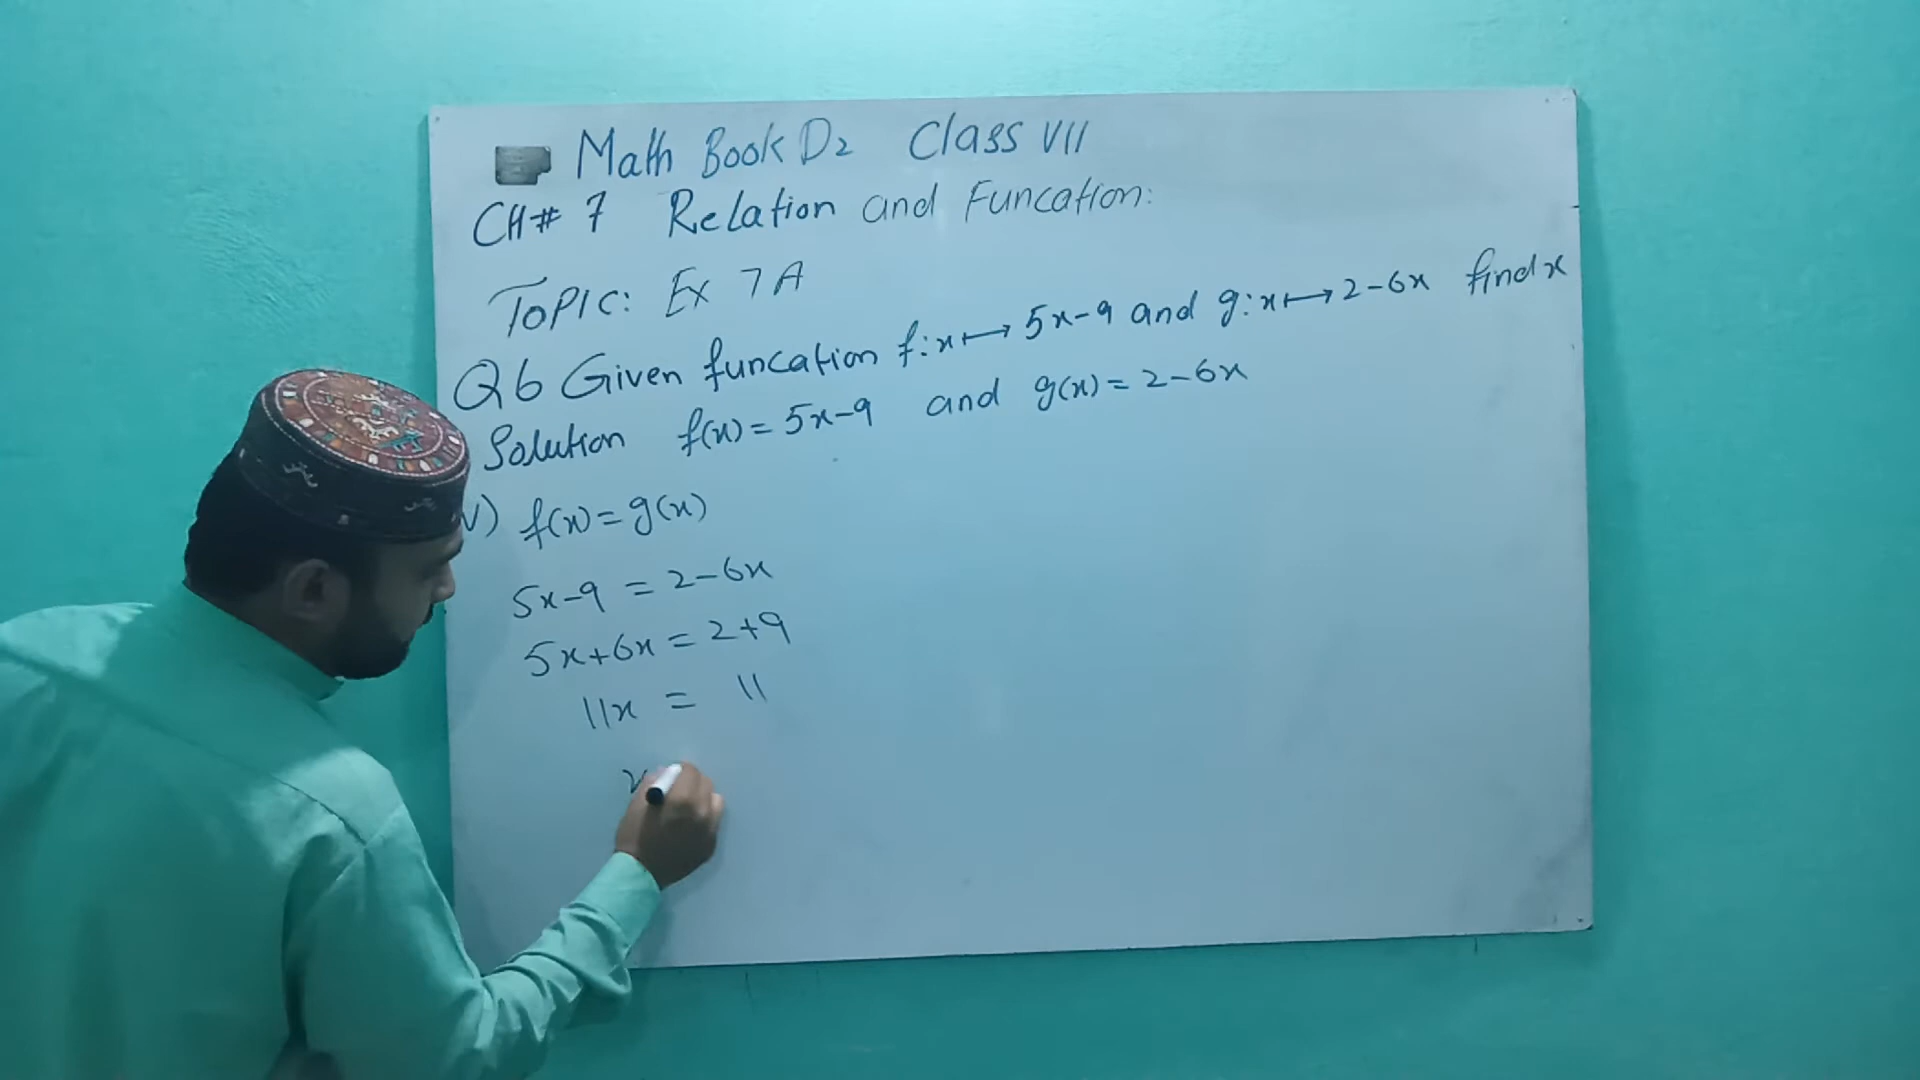 Math Book D2 Class VII
CH# 7 Relation and Funcation:
Topic: Ex 7A
Q6 Given funcation f:x⟼5x-9 and g:x⟼2-6x find x
Solution f(x)=5x-9 and g(x)=2-6x
V) f(x)=g(x)
5x-9=2-6x
5x+6x=2+9
11x = 11
x